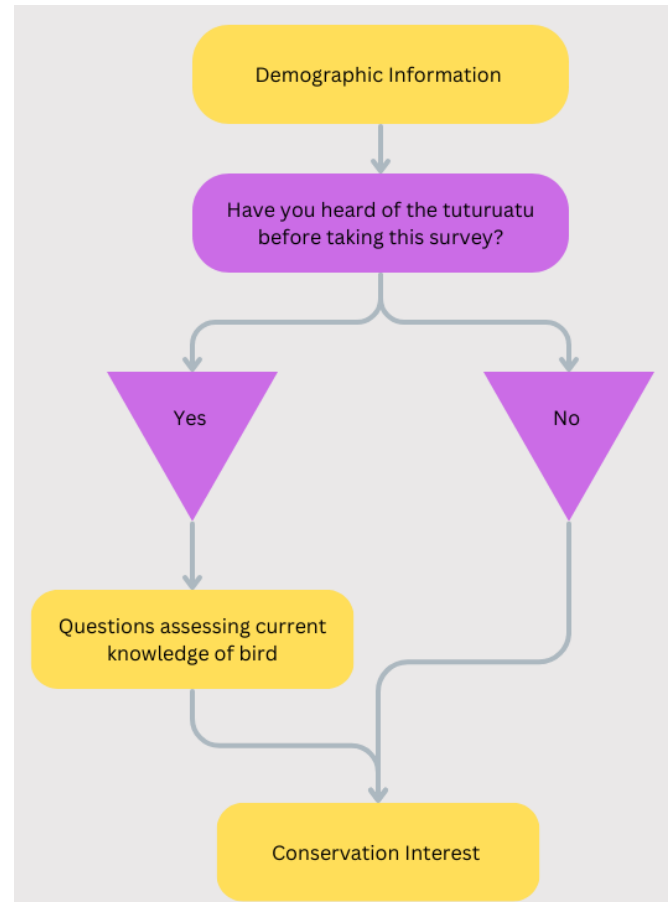 Demographic Information
Have you heard of the tuturuatu
before taking this survey?
Yes
No
Questions assessing current
knowledge of bird
Conservation Interest